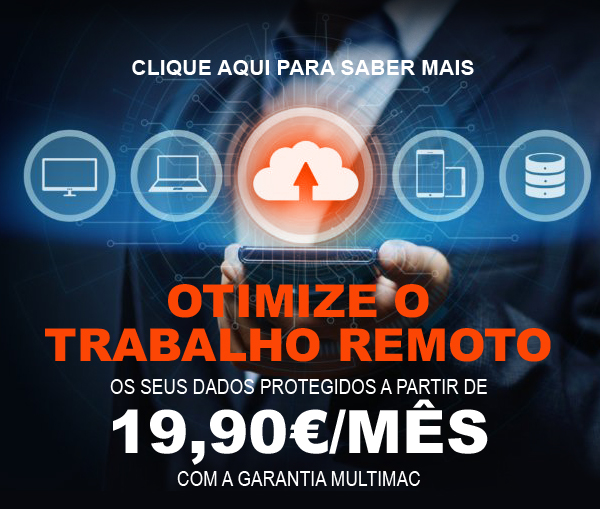 CLIQUE AQUI PARA SABER MAIS
OTIMIZE O
TRABALHO REMOTO
OS SEUS DADOS PROTEGIDOS A PARTIR DE
19,90€/MÊS
COM A GARANTIA MULTIMAC